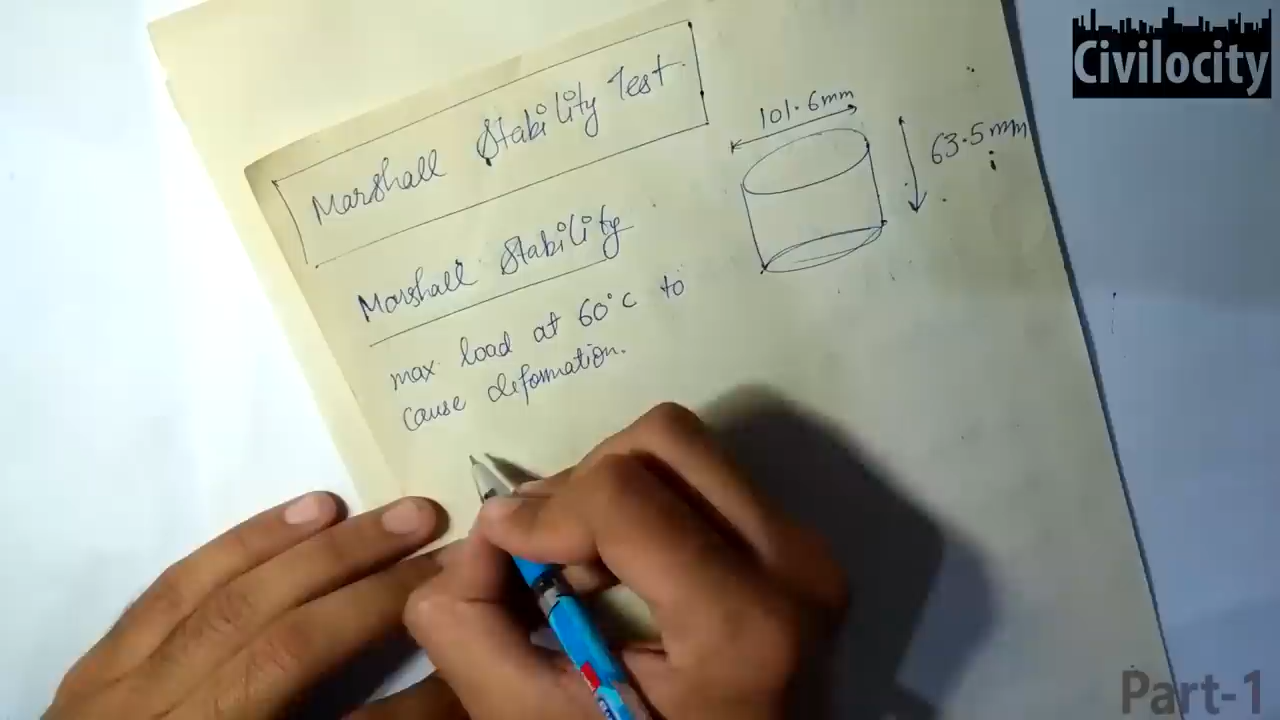 Marshall Stability Test.
Marshall Stability
max load at 60°C to
cause deformation.
101.6mm
63.5mm
Civilocity
Part-1